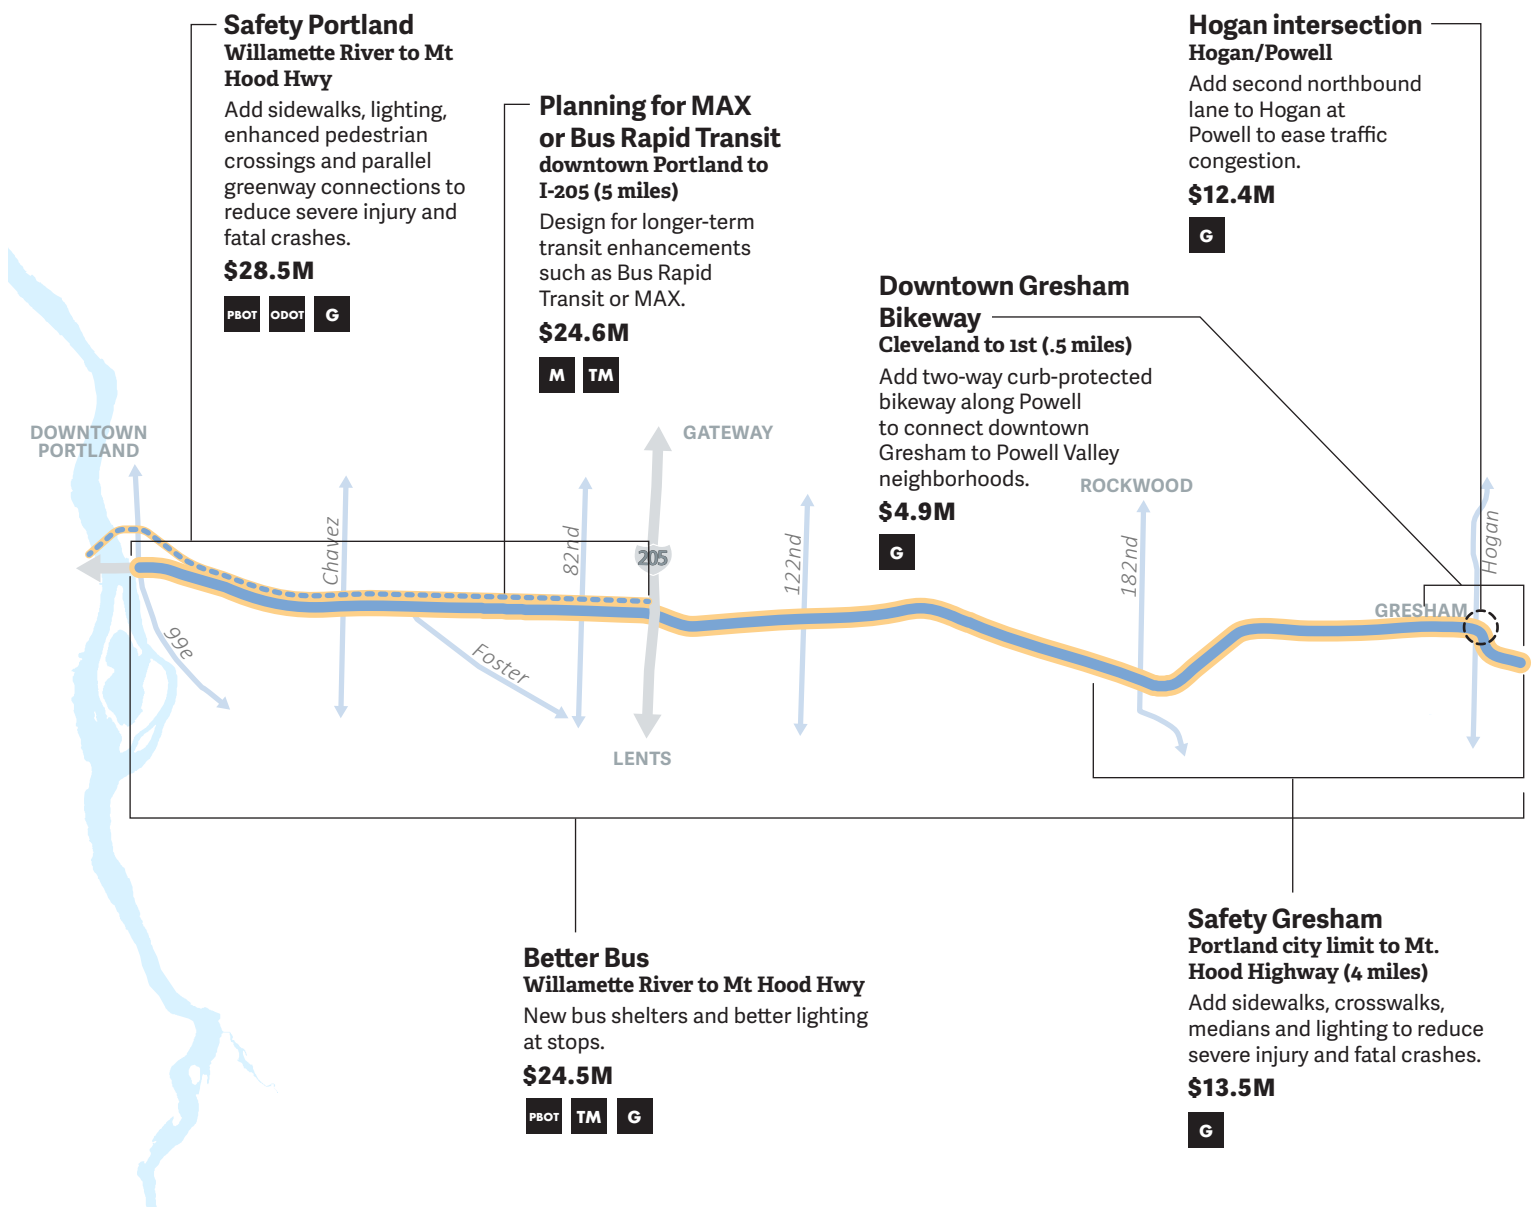 Safety Portland
Willamette River to Mt
Hood Hwy
Add sidewalks, lighting,
enhanced pedestrian
crossings and parallel
greenway connections to
reduce severe injury and
fatal crashes.
$28.5M
PBOT ODOT G
Planning for MAX
or Bus Rapid Transit
downtown Portland to
I-205 (5 miles)
Design for longer-term
transit enhancements
such as Bus Rapid
Transit or MAX.
$24.6M
M TM
Hogan intersection
Hogan/Powell
Add second northbound
lane to Hogan at
Powell to ease traffic
congestion.
$12.4M
G
Downtown Gresham
Bikeway
Cleveland to 1st (.5 miles)
Add two-way curb-protected
bikeway along Powell
to connect downtown
Gresham to Powell Valley
neighborhoods.
$4.9M
G
DOWNTOWN
PORTLAND
GATEWAY
ROCKWOOD
Chavez
82nd
205
122nd
182nd
Hogan
GRESHAM
99e
Foster
LENTS
Better Bus
Willamette River to Mt Hood Hwy
New bus shelters and better lighting
at stops.
$24.5M
PBOT TM G
Safety Gresham
Portland city limit to Mt.
Hood Highway (4 miles)
Add sidewalks, crosswalks,
medians and lighting to reduce
severe injury and fatal crashes.
$13.5M
G